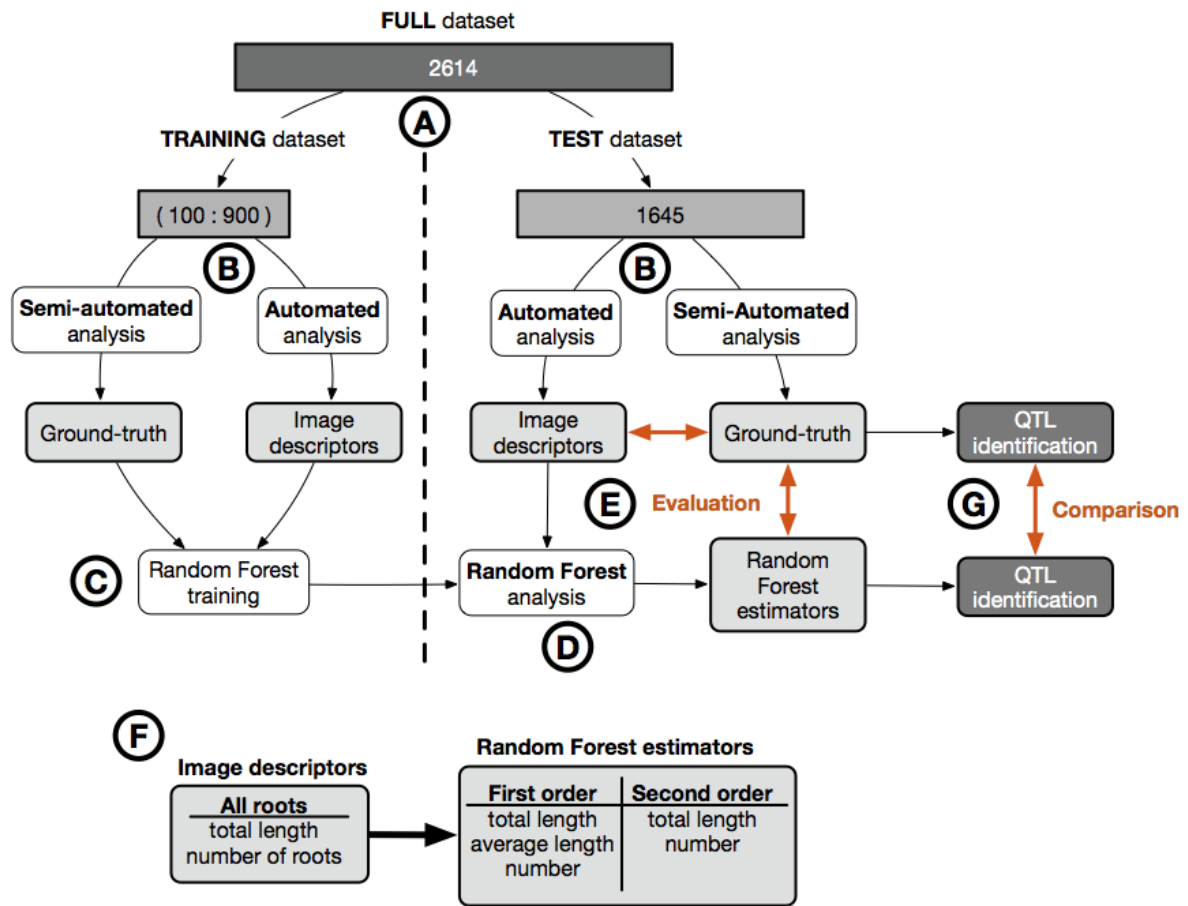 FULL dataset
2614
A
TRAINING dataset
TEST dataset
( 100 : 900 )
1645
B
B
Semi-automated
analysis
Automated
analysis
Automated
analysis
Semi-Automated
analysis
Ground-truth
Image
descriptors
Image
descriptors
Ground-truth
QTL
identification
E
Evaluation
G
Comparison
C
Random Forest
training
Random Forest
analysis
Random
Forest
estimators
QTL
identification
D
F
Image descriptors
All roots
total length
number of roots
Random Forest estimators
First order
total length
average length
number
Second order
total length
number